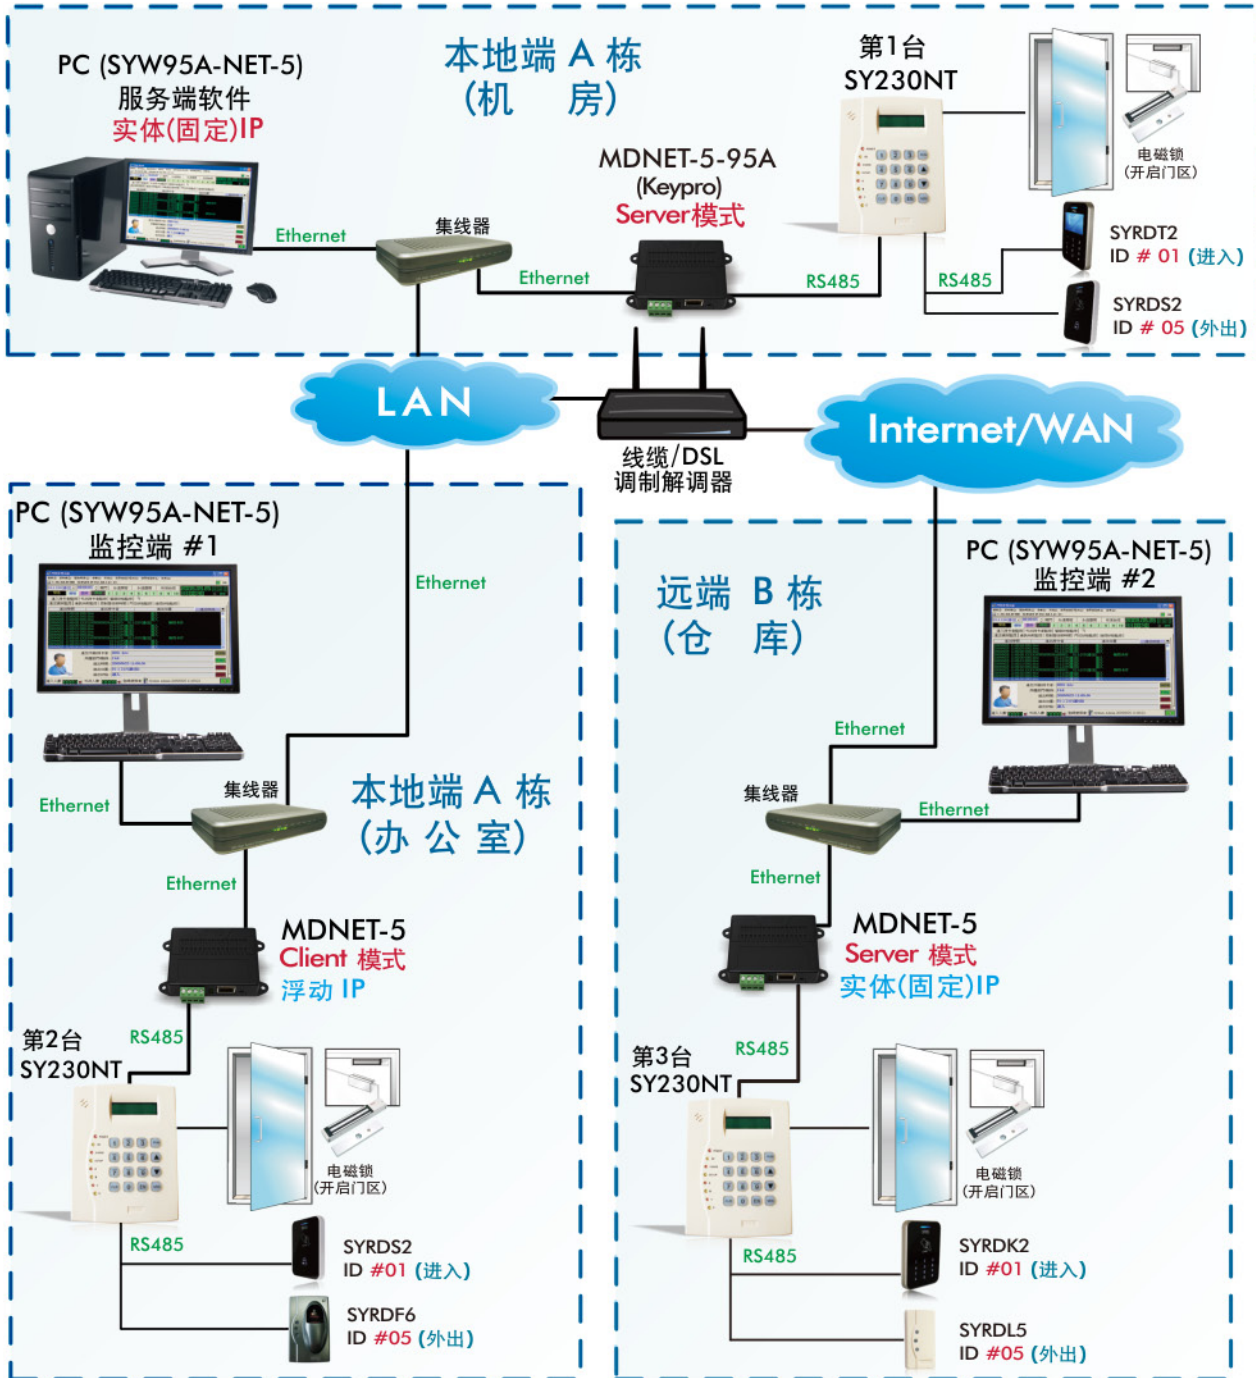 PC (SYW95A-NET-5)
服务端软件
实体(固定)IP
本地端 A 栋
(机 房)
第1台
SY230NT
电磁锁
(开启门区)
MDNET-5-95A
(Keypro)
Server模式
集线器
Ethernet
Ethernet
RS485
RS485
SYRDT2
ID # 01 (进入)
SYRDS2
ID # 05 (外出)
LAN
Internet/WAN
线缆/DSL
调制解调器
PC (SYW95A-NET-5)
监控端 #1
Ethernet
Ethernet
集线器
本地端 A 栋
(办 公 室)
Ethernet
MDNET-5
Client 模式
浮动 IP
RS485
第2台
SY230NT
电磁锁
(开启门区)
RS485
SYRDS2
ID #01 (进入)
SYRDF6
ID #05 (外出)
远端 B 栋
(仓 库)
PC (SYW95A-NET-5)
监控端 #2
Ethernet
集线器
Ethernet
Ethernet
MDNET-5
Server 模式
实体(固定)IP
RS485
第3台
SY230NT
电磁锁
(开启门区)
RS485
SYRDK2
ID #01 (进入)
SYRDL5
ID #05 (外出)